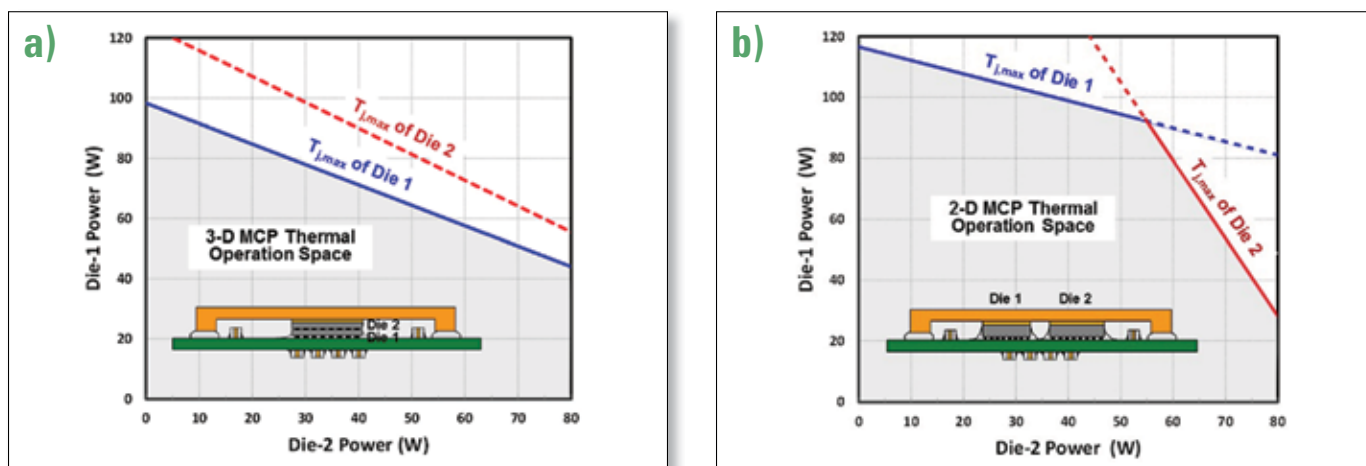 a)
120
100
80
60
40
20
0
Die-1 Power (W)
T j,max of Die 2
T j,max of Die 1
3-D MCP Thermal
Operation Space
Die 2
Die 1
0 10 20 30 40 50 60 70 80
Die-2 Power (W)
b)
120
100
80
60
40
20
0
Die-1 Power (W)
T j,max of Die 1
T j,max of Die 2
2-D MCP Thermal
Operation Space
Die 1 Die 2
0 10 20 30 40 50 60 70 80
Die-2 Power (W)